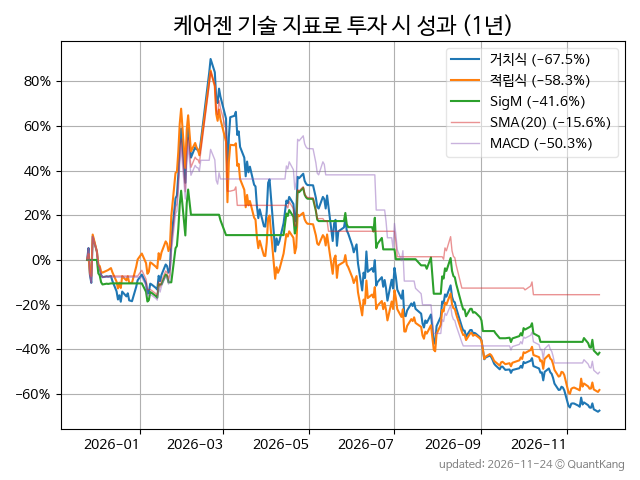 케어젠 기술 지표로 투자 시 성과 (1년)
거치식 (−67.5%)
적립식 (−58.3%)
SigM (−41.6%)
SMA(20) (−15.6%)
MACD (−50.3%)
80%
60%
40%
20%
0%
−20%
−40%
−60%
2026-01 2026-03 2026-05 2026-07 2026-09 2026-11
updated: 2026-11-24 © QuantKang